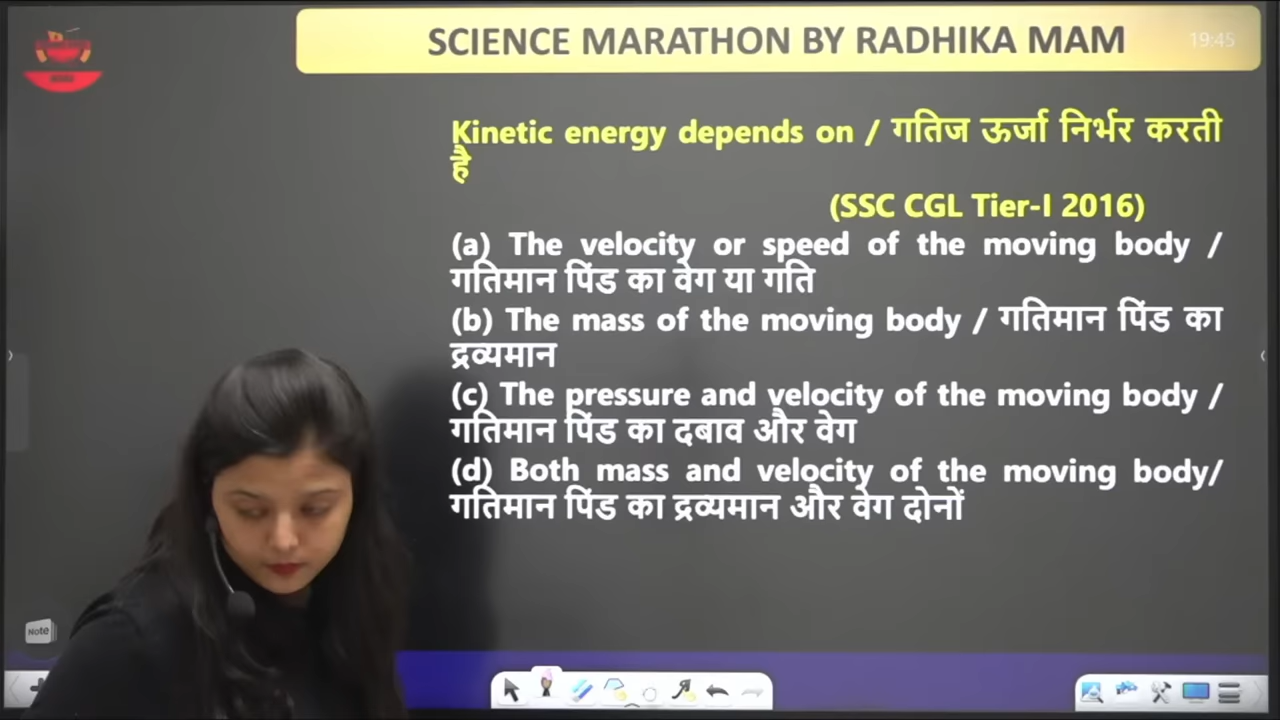 SCIENCE MARATHON BY RADHIKA MAM
19:45
Kinetic energy depends on / गतिज ऊर्जा निर्भर करती
है
(SSC CGL Tier-I 2016)
(a) The velocity or speed of the moving body /
गतिमान पिंड का वेग या गति
(b) The mass of the moving body / गतिमान पिंड का
द्रव्यमान
(c) The pressure and velocity of the moving body /
गतिमान पिंड का दबाव और वेग
(d) Both mass and velocity of the moving body/
गतिमान पिंड का द्रव्यमान और वेग दोनों
Note